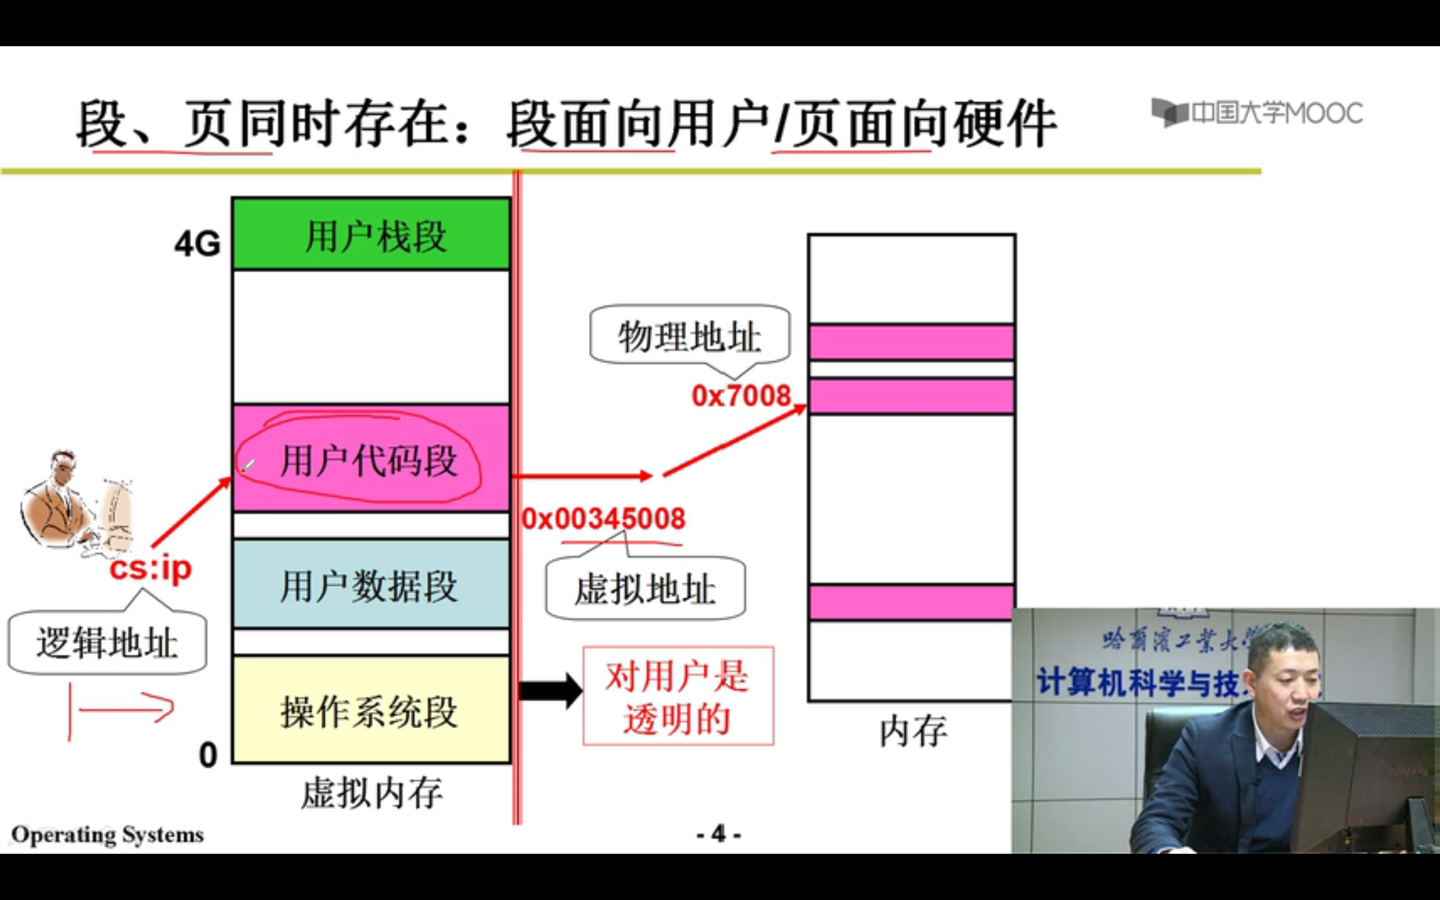 段、页同时存在：段面向用户/页面向硬件
中国大学MOOC
4G
用户栈段
物理地址
0x7008
用户代码段
0x00345008
cs:ip
虚拟地址
用户数据段
逻辑地址
对用户是
透明的
操作系统段
0
虚拟内存
内存
哈尔滨工業大学
计算机科学与技
Operating Systems
- 4 -